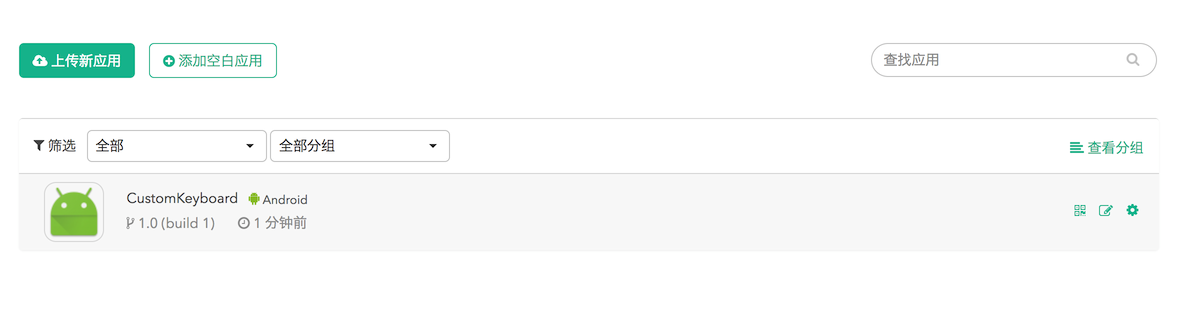 上传新应用 添加空白应用 查找应用
筛选 全部 全部分组 查看分组
CustomKeyboard Android
1.0 (build 1) 1 分钟前